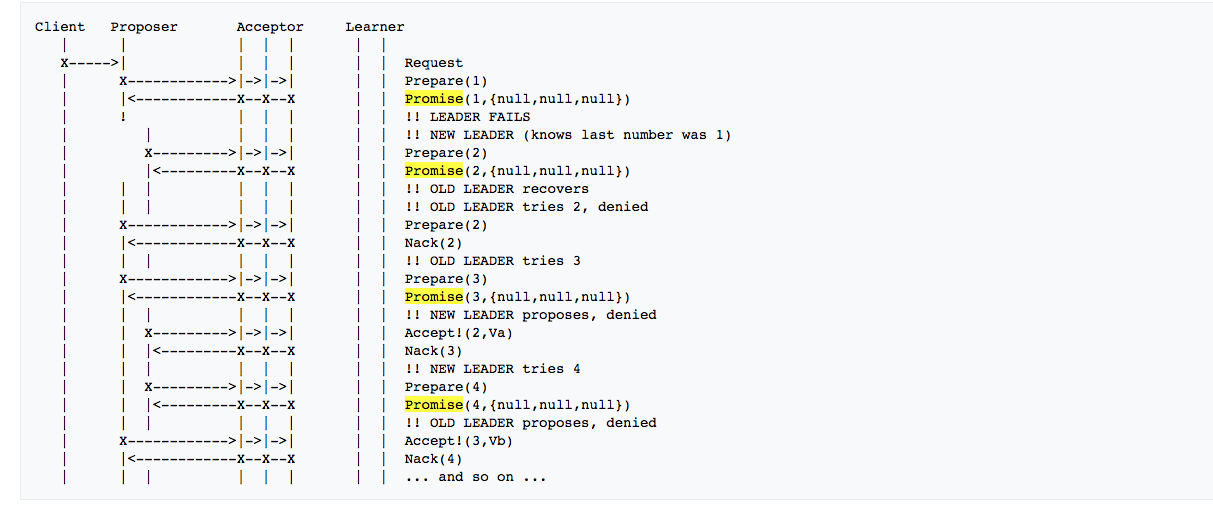 Client   Proposer       Acceptor     Learner
   |      |             |  |  |       |  |
   X----->|             |  |  |       |  |  Request
   |      X------------>|->|->|       |  |  Prepare(1)
   |      |<------------X--X--X       |  |  Promise(1,{null,null,null})
   |      !             |  |  |       |  |  !! LEADER FAILS
   |         |          |  |  |       |  |  !! NEW LEADER (knows last number was 1)
   |         X--------->|->|->|       |  |  Prepare(2)
   |         |<---------X--X--X       |  |  Promise(2,{null,null,null})
   |      |  |          |  |  |       |  |  !! OLD LEADER recovers
   |      |  |          |  |  |       |  |  !! OLD LEADER tries 2, denied
   |      X------------>|->|->|       |  |  Prepare(2)
   |      |<------------X--X--X       |  |  Nack(2)
   |      |  |          |  |  |       |  |  !! OLD LEADER tries 3
   |      X------------>|->|->|       |  |  Prepare(3)
   |      |<------------X--X--X       |  |  Promise(3,{null,null,null})
   |      |  |          |  |  |       |  |  !! NEW LEADER proposes, denied
   |      |  X--------->|->|->|       |  |  Accept!(2,Va)
   |      |  |<---------X--X--X       |  |  Nack(3)
   |      |  |          |  |  |       |  |  !! NEW LEADER tries 4
   |      |  X--------->|->|->|       |  |  Prepare(4)
   |      |  |<---------X--X--X       |  |  Promise(4,{null,null,null})
   |      |  |          |  |  |       |  |  !! OLD LEADER proposes, denied
   |      X------------>|->|->|       |  |  Accept!(3,Vb)
   |      |<------------X--X--X       |  |  Nack(4)
   |      |  |          |  |  |       |  |  ... and so on ...